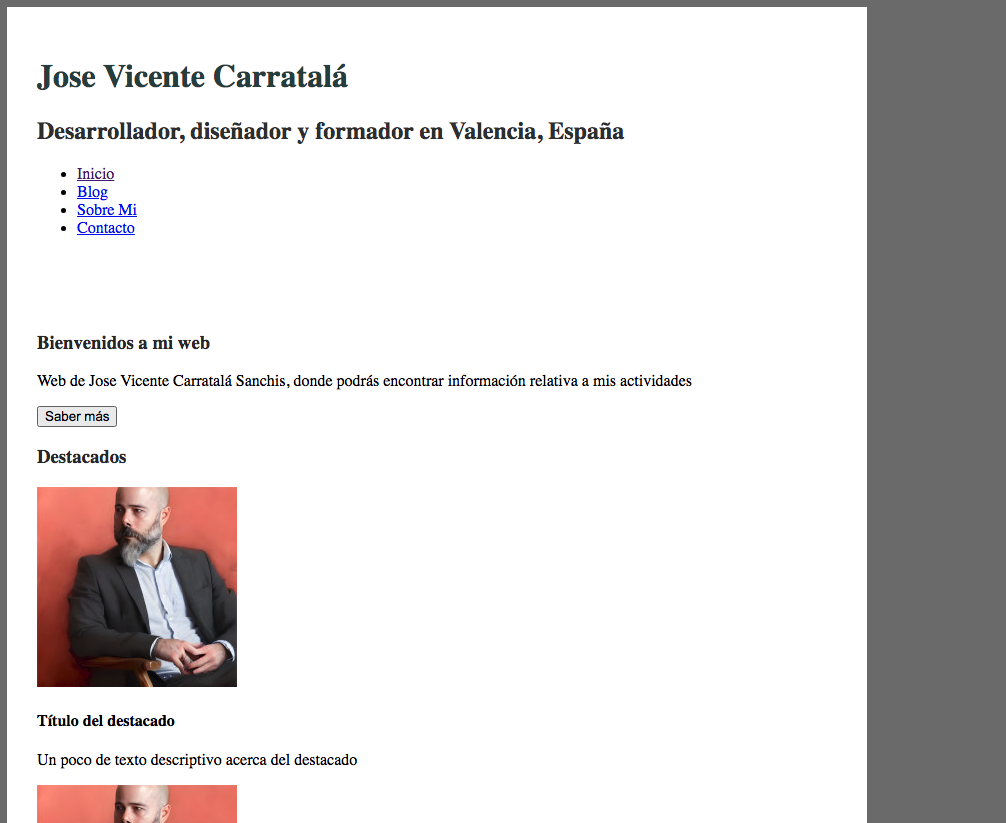 Jose Vicente Carratalá
Desarrollador, diseñador y formador en Valencia, España
Inicio
Blog
Sobre Mi
Contacto
Bienvenidos a mi web
Web de Jose Vicente Carratalá Sanchis, donde podrás encontrar información relativa a mis actividades
Saber más
Destacados
Título del destacado
Un poco de texto descriptivo acerca del destacado